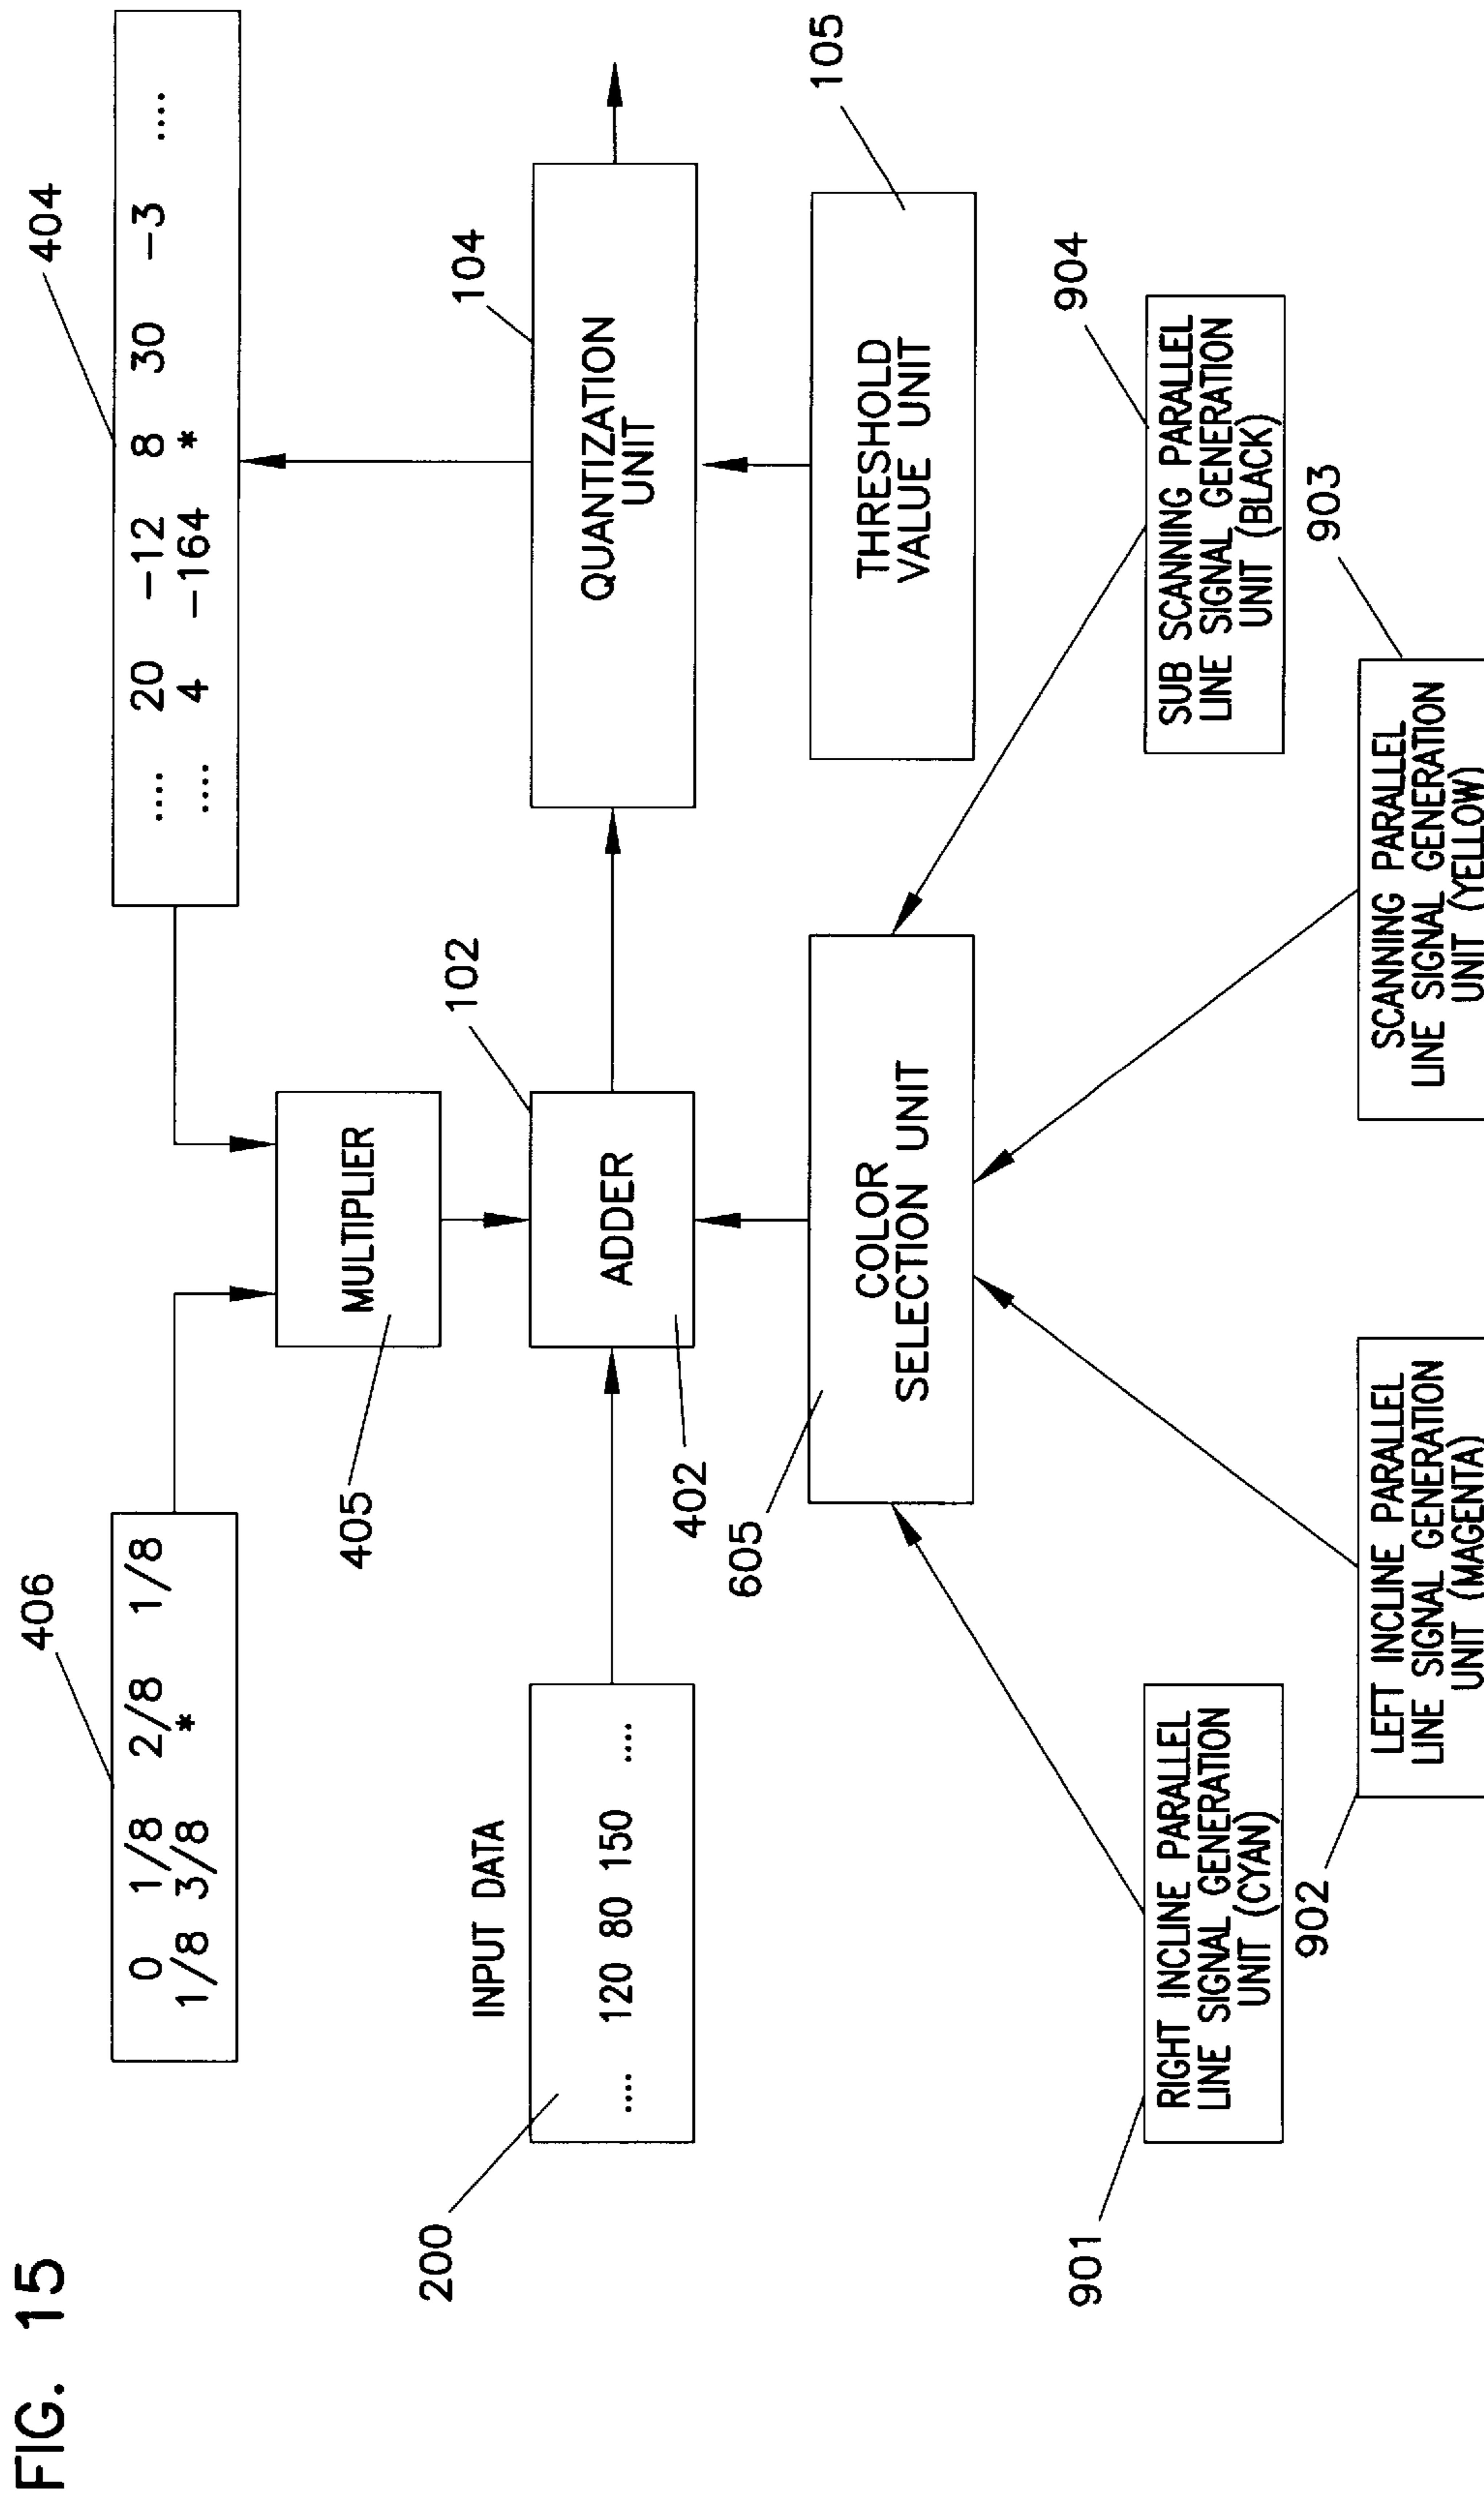 FIG. 15
406
0 1/8 2/8 1/8
1/8 3/8 *
404
.... 20 -12 8 30 -3 ....
.... 4 -164 *
405
MULTIPLIER
200
INPUT DATA
.... 120 80 150 ....
402
ADDER
102
104
QUANTIZATION
UNIT
605
COLOR
SELECTION UNIT
THRESHOLD
VALUE UNIT
105
901
RIGHT INCLINE PARALLEL
LINE SIGNAL GENERATION
UNIT (CYAN)
SUB SCANNING PARALLEL
LINE SIGNAL GENERATION
UNIT (BLACK)
904
902
LEFT INCLINE PARALLEL
LINE SIGNAL GENERATION
UNIT (MAGENTA)
SCANNING PARALLEL
LINE SIGNAL GENERATION
UNIT (YELLOW)
903